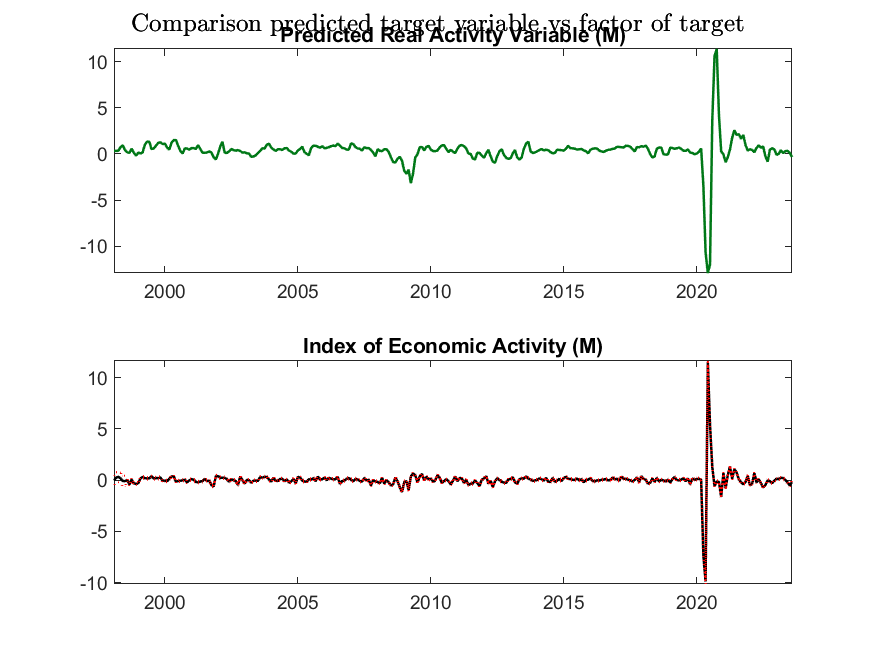 Comparison predicted target variable vs factor of target
Predicted Real Activity Variable (M)
10
5
0
-5
-10
2000 2005 2010 2015 2020
Index of Economic Activity (M)
10
5
0
-5
-10
2000 2005 2010 2015 2020